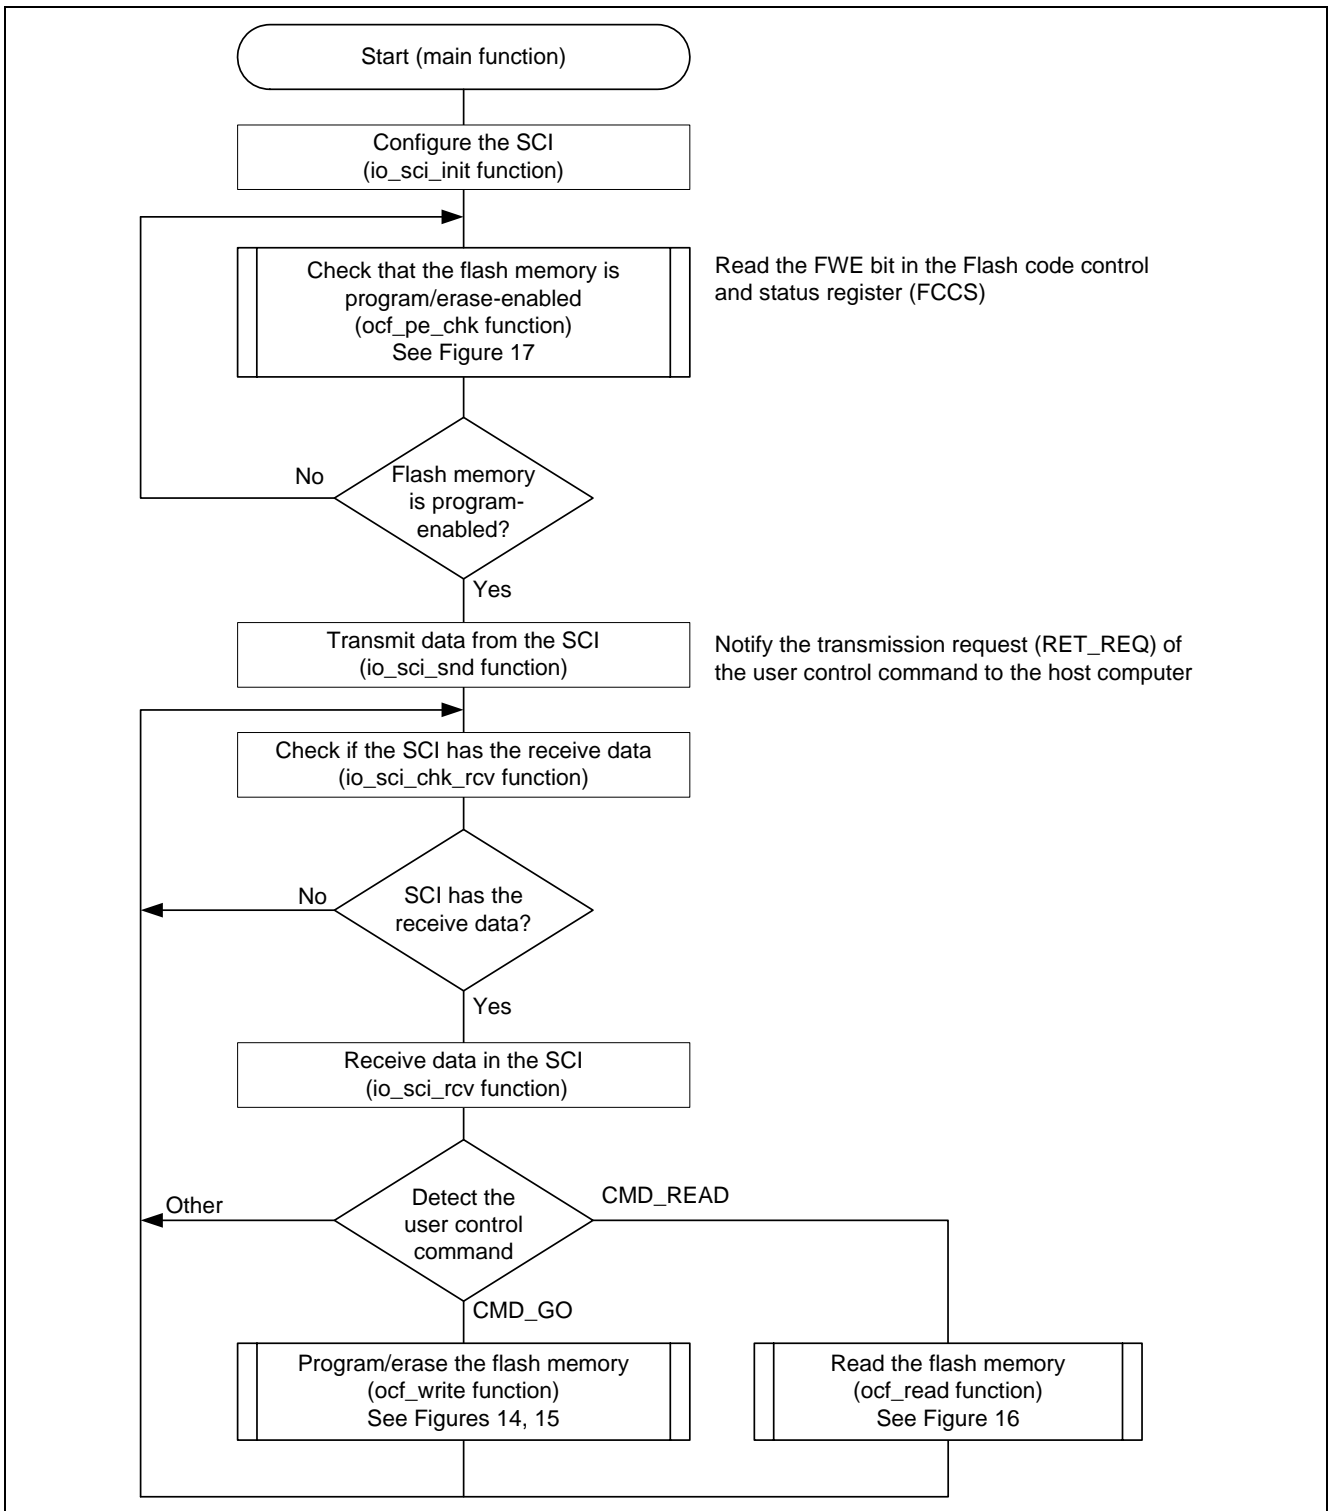 Start (main function)
Configure the SCI
(io_sci_init function)
Check that the flash memory is
program/erase-enabled
(ocf_pe_chk function)
See Figure 17
Read the FWE bit in the Flash code control
and status register (FCCS)
No
Flash memory
is program-
enabled?
Yes
Transmit data from the SCI
(io_sci_snd function)
Notify the transmission request (RET_REQ) of
the user control command to the host computer
Check if the SCI has the receive data
(io_sci_chk_rcv function)
No
SCI has the
receive data?
Yes
Receive data in the SCI
(io_sci_rcv function)
Other
Detect the
user control
command
CMD_READ
CMD_GO
Program/erase the flash memory
(ocf_write function)
See Figures 14, 15
Read the flash memory
(ocf_read function)
See Figure 16